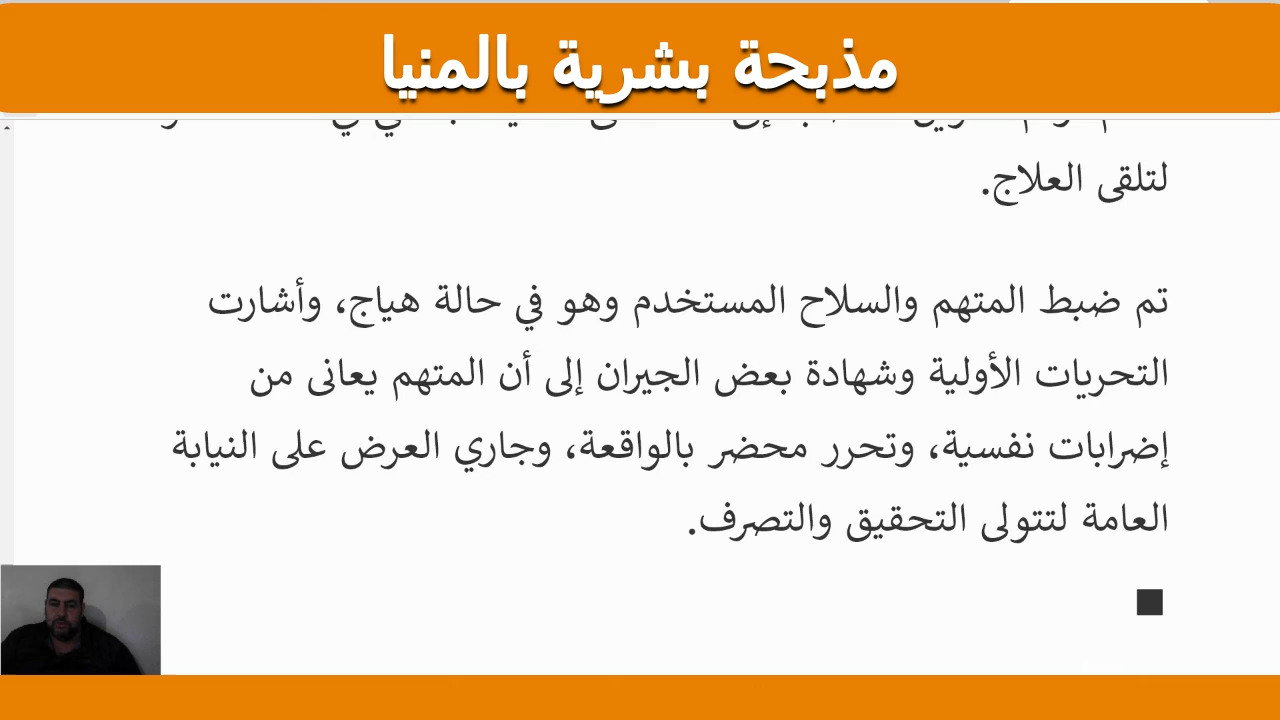 مذبحة بشرية بالمنيا
لتلقى العلاج.
تم ضبط المتهم والسلاح المستخدم وهو في حالة هياج، وأشارت
التحريات الأولية وشهادة بعض الجيران إلى أن المتهم يعانى من
إضرابات نفسية، وتحرر محضر بالواقعة، وجاري العرض على النيابة
العامة لتتولى التحقيق والتصرف.